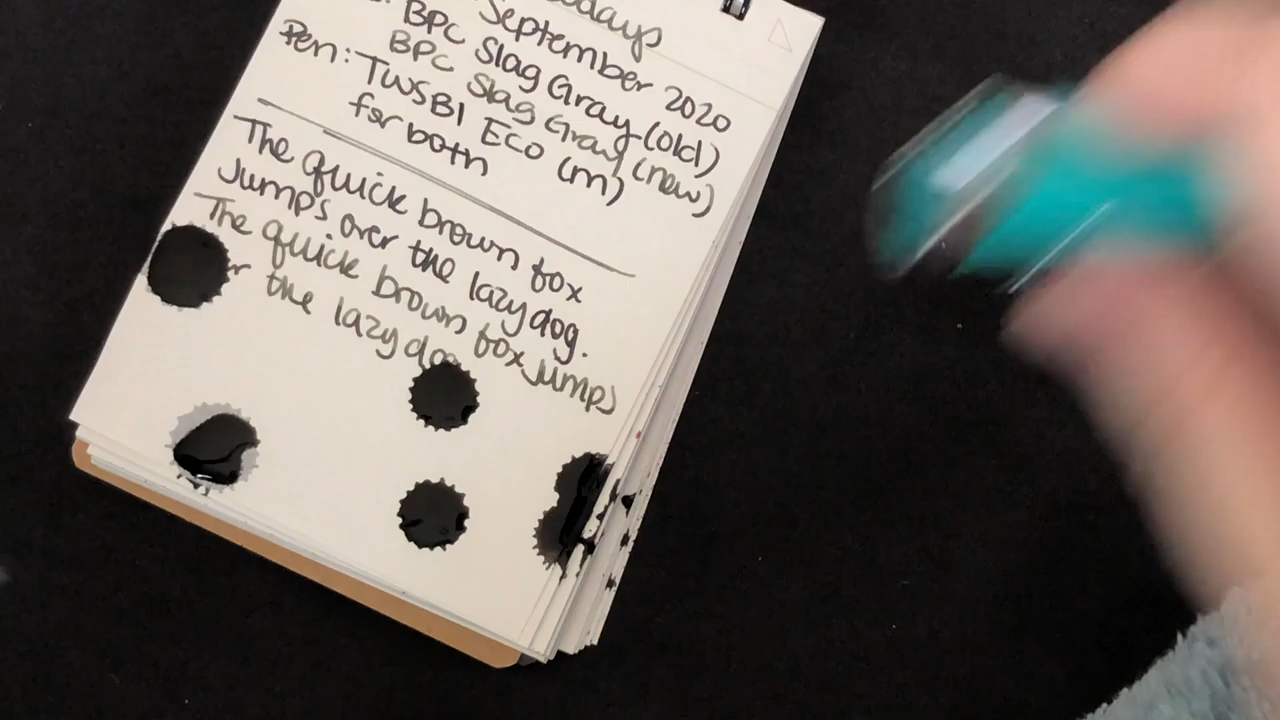 September 2020
BPC Slag Gray (old)
BPC Slag Gray (new)
Pen: TWSBI Eco (m)
for both
The quick brown fox
Jumps over the lazy dog.
The quick brown fox Jumps
the lazy